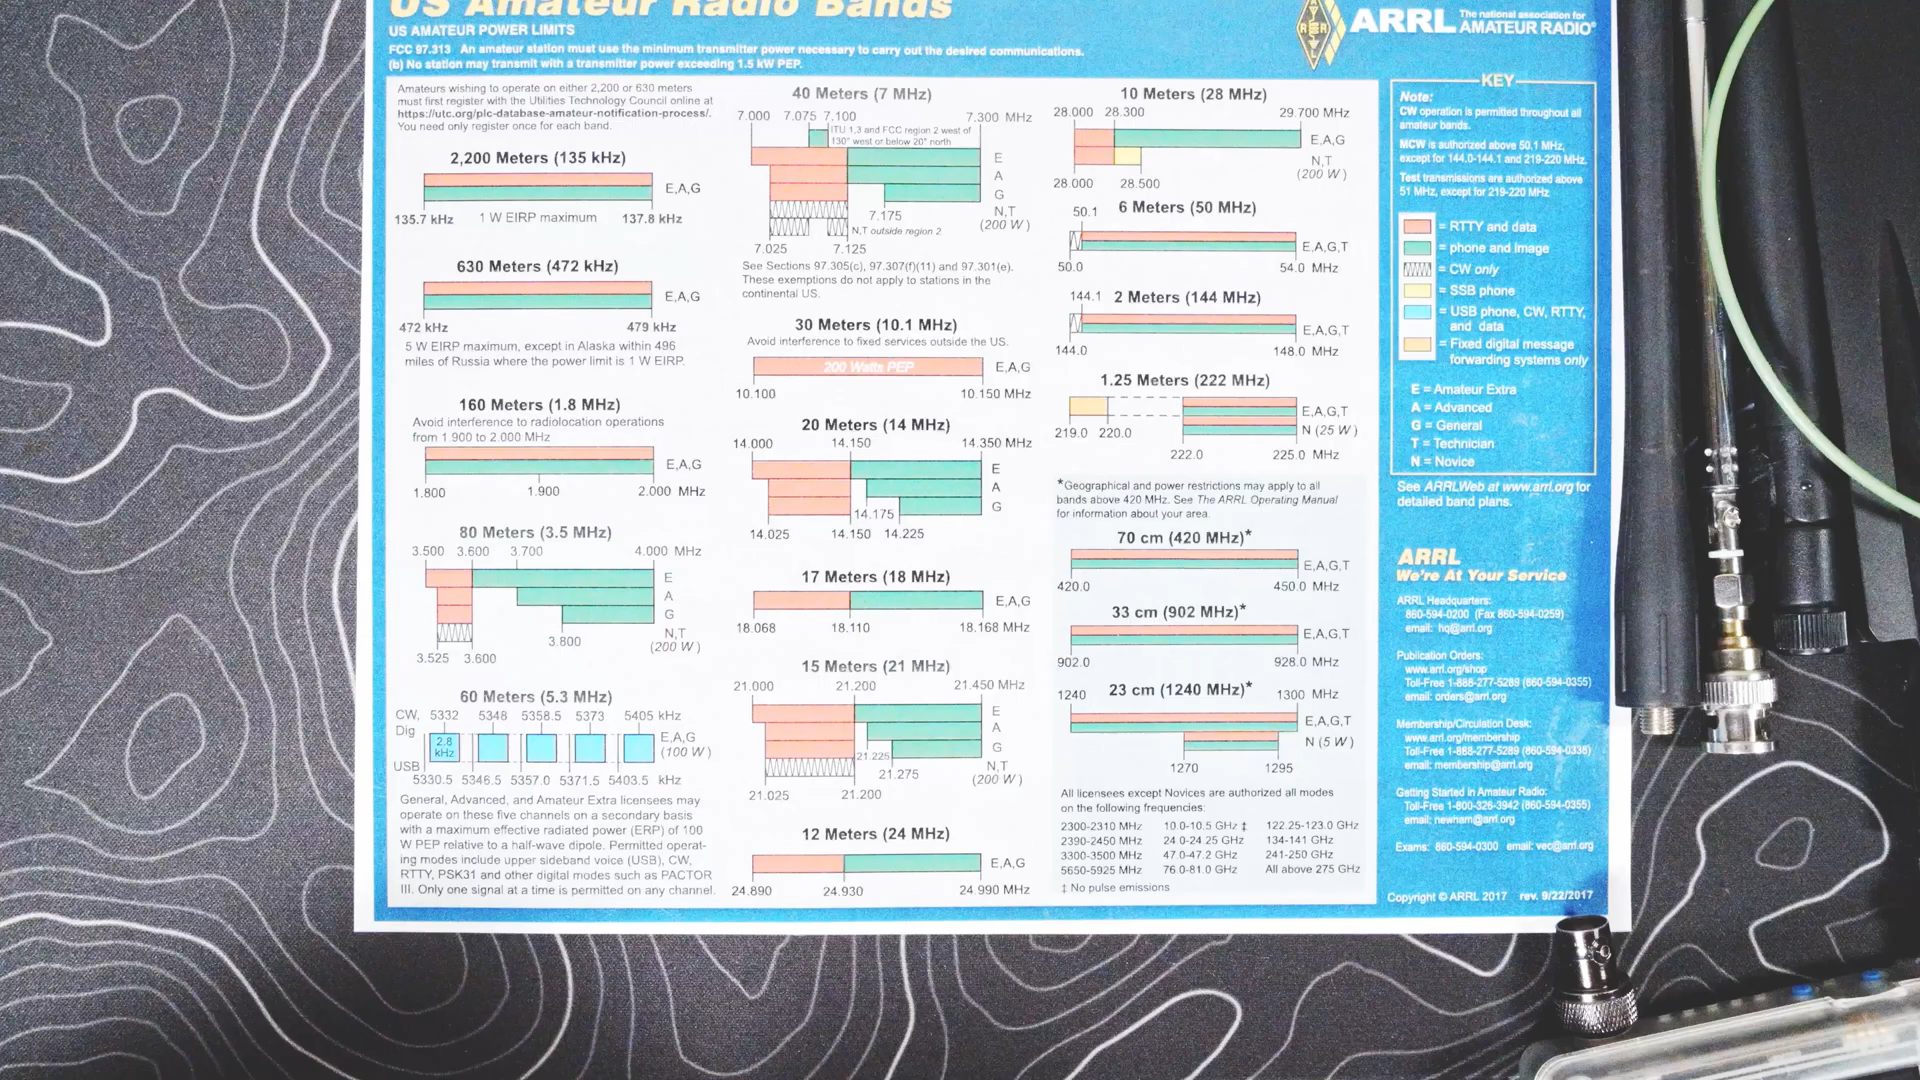 US Amateur Radio Bands
US AMATEUR POWER LIMITS
FCC 97.313 An amateur station must use the minimum transmitter power necessary to carry out the desired communications.
(b) No station may transmit with a transmitter power exceeding 1.5 kW PEP.
ARRL The national association for
AMATEUR RADIO®
Amateurs wishing to operate on either 2,200 or 630 meters
must first register with the Utilities Technology Council online at
https://utc.org/plc-database-amateur-notification-process/.
You need only register once for each band.
2,200 Meters (135 kHz)
E,A,G
135.7 kHz 1 W EIRP maximum 137.8 kHz
630 Meters (472 kHz)
E,A,G
472 kHz 479 kHz
5 W EIRP maximum, except in Alaska within 496
miles of Russia where the power limit is 1 W EIRP.
160 Meters (1.8 MHz)
Avoid interference to radiolocation operations
from 1.900 to 2.000 MHz
E,A,G
1.800 1.900 2.000 MHz
80 Meters (3.5 MHz)
3.500 3.600 3.700 4.000 MHz
E
A
G
3.800 N,T
(200 W)
3.525 3.600
60 Meters (5.3 MHz)
CW, 5332 5348 5358.5 5373 5405 kHz
Dig
2.8
kHz
E,A,G
(100 W)
USB
5330.5 5346.5 5357.0 5371.5 5403.5 kHz
General, Advanced, and Amateur Extra licensees may
operate on these five channels on a secondary basis
with a maximum effective radiated power (ERP) of 100
W PEP relative to a half-wave dipole. Permitted operat-
ing modes include upper sideband voice (USB), CW,
RTTY, PSK31 and other digital modes such as PACTOR
III. Only one signal at a time is permitted on any channel.
40 Meters (7 MHz)
7.000 7.075 7.100 7.300 MHz
ITU 1,3 and FCC region 2 west of
130° west or below 20° north
E
A
G
7.175 N,T
(200 W)
N,T outside region 2
7.025 7.125
See Sections 97.305(c), 97.307(f)(11) and 97.301(e).
These exemptions do not apply to stations in the
continental US.
30 Meters (10.1 MHz)
Avoid interference to fixed services outside the US.
200 Watts PEP E,A,G
10.100 10.150 MHz
20 Meters (14 MHz)
14.000 14.150 14.350 MHz
E
A
G
14.175
14.025 14.150 14.225
17 Meters (18 MHz)
E,A,G
18.068 18.110 18.168 MHz
15 Meters (21 MHz)
21.000 21.200 21.450 MHz
E
A
G
21.225
21.275 N,T
(200 W)
21.025 21.200
12 Meters (24 MHz)
E,A,G
24.890 24.930 24.990 MHz
10 Meters (28 MHz)
28.000 28.300 29.700 MHz
E,A,G
N,T
(200 W)
28.000 28.500
6 Meters (50 MHz)
50.1
E,A,G,T
50.0 54.0 MHz
2 Meters (144 MHz)
144.1
E,A,G,T
144.0 148.0 MHz
1.25 Meters (222 MHz)
E,A,G,T
N (25 W)
219.0 220.0
222.0 225.0 MHz
*Geographical and power restrictions may apply to all
bands above 420 MHz. See The ARRL Operating Manual
for information about your area.
70 cm (420 MHz)*
E,A,G,T
420.0 450.0 MHz
33 cm (902 MHz)*
E,A,G,T
902.0 928.0 MHz
23 cm (1240 MHz)*
1240 1300 MHz
E,A,G,T
N (5 W)
1270 1295
All licensees except Novices are authorized all modes
on the following frequencies:
2300-2310 MHz 10.0-10.5 GHz ‡ 122.25-123.0 GHz
2390-2450 MHz 24.0-24.25 GHz 134-141 GHz
3300-3500 MHz 47.0-47.2 GHz 241-250 GHz
5650-5925 MHz 76.0-81.0 GHz All above 275 GHz
‡ No pulse emissions
KEY
Note:
CW operation is permitted throughout all
amateur bands.
MCW is authorized above 50.1 MHz,
except for 144.0-144.1 and 219-220 MHz.
Test transmissions are authorized above
51 MHz, except for 219-220 MHz
= RTTY and data
= phone and image
= CW only
= SSB phone
= USB phone, CW, RTTY,
and data
= Fixed digital message
forwarding systems only
E = Amateur Extra
A = Advanced
G = General
T = Technician
N = Novice
See ARRLWeb at www.arrl.org for
detailed band plans.
ARRL
We're At Your Service
ARRL Headquarters:
860-594-0200 (Fax 860-594-0259)
email: hq@arrl.org
Publication Orders:
www.arrl.org/shop
Toll-Free 1-888-277-5289 (860-594-0355)
email: orders@arrl.org
Membership/Circulation Desk:
www.arrl.org/membership
Toll-Free 1-888-277-5289 (860-594-0338)
email: membership@arrl.org
Getting Started in Amateur Radio:
Toll-Free 1-800-326-3942 (860-594-0355)
email: newham@arrl.org
Exams: 860-594-0300 email: vec@arrl.org
Copyright © ARRL 2017 rev. 9/22/2017